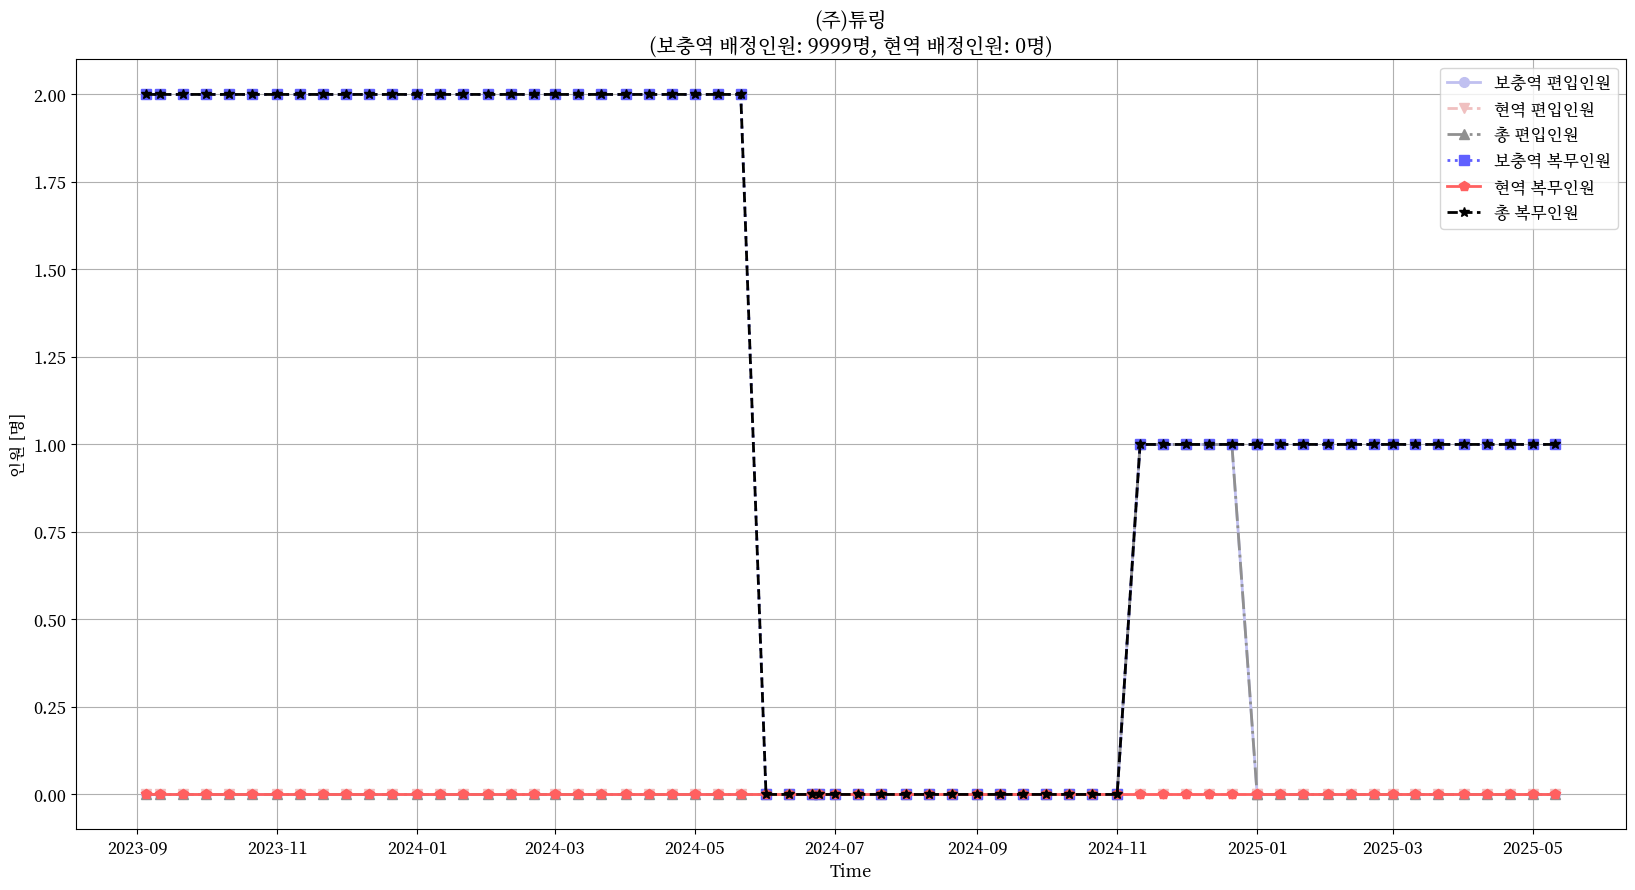 (주)튜링
(보충역 배정인원: 9999명, 현역 배정인원: 0명)
보충역 편입인원
현역 편입인원
총 편입인원
보충역 복무인원
현역 복무인원
총 복무인원
2.00
1.75
1.50
1.25
1.00
0.75
0.50
0.25
0.00
인원 [명]
2023-09 2023-11 2024-01 2024-03 2024-05 2024-07 2024-09 2024-11 2025-01 2025-03 2025-05
Time